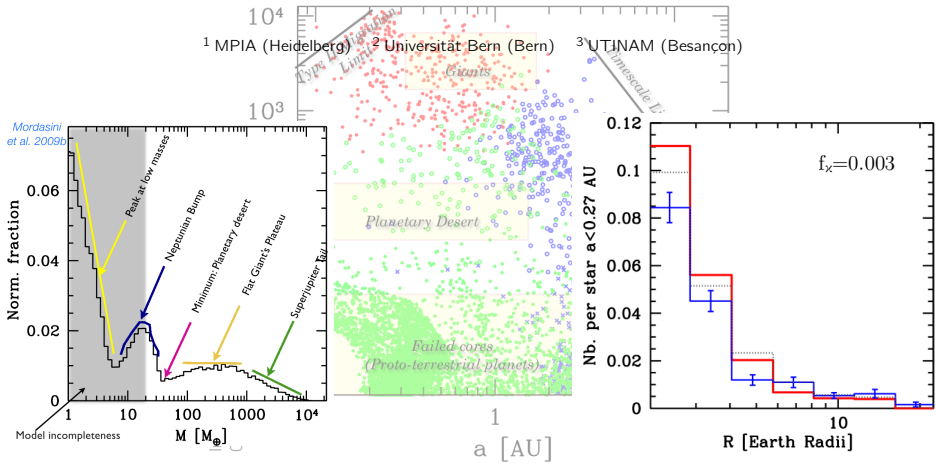 10⁴
¹ MPIA (Heidelberg) ² Universität Bern (Bern) ³ UTINAM (Besançon)
Giants
10³
Mordasini
et al. 2009b
Peak at low masses
Neptunian Bump
Minimum: Planetary desert
Flat Giant's Plateau
Superjupiter Tail
Norm. fraction
0.06
0.04
0.02
0
1 10 100 1000 10⁴
M [M⊕]
Model incompleteness
Planetary Desert
Failed cores
(Proto-terrestrial planets)
1
a [AU]
fϰ=0.003
Nb. per star a<0.27 AU
0.12
0.1
0.08
0.06
0.04
0.02
0
10
R [Earth Radii]